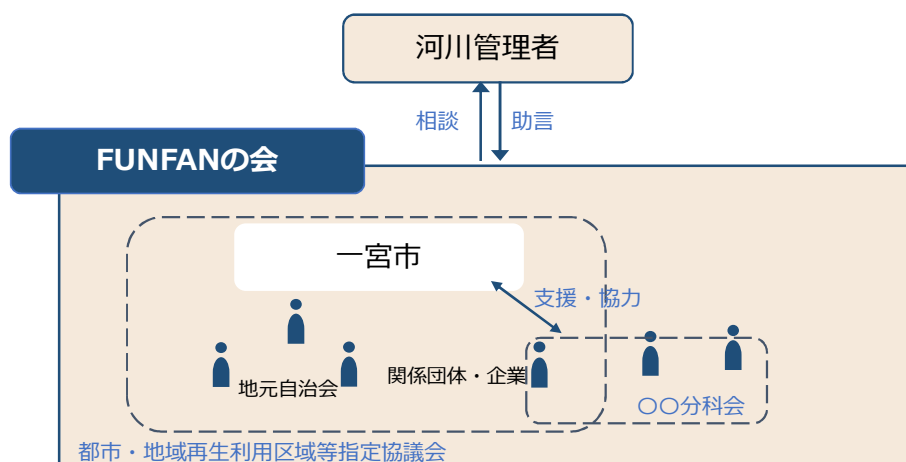 河川管理者
相談
助言
FUNFANの会
一宮市
支援・協力
地元自治会
関係団体・企業
〇〇分科会
都市・地域再生利用区域等指定協議会